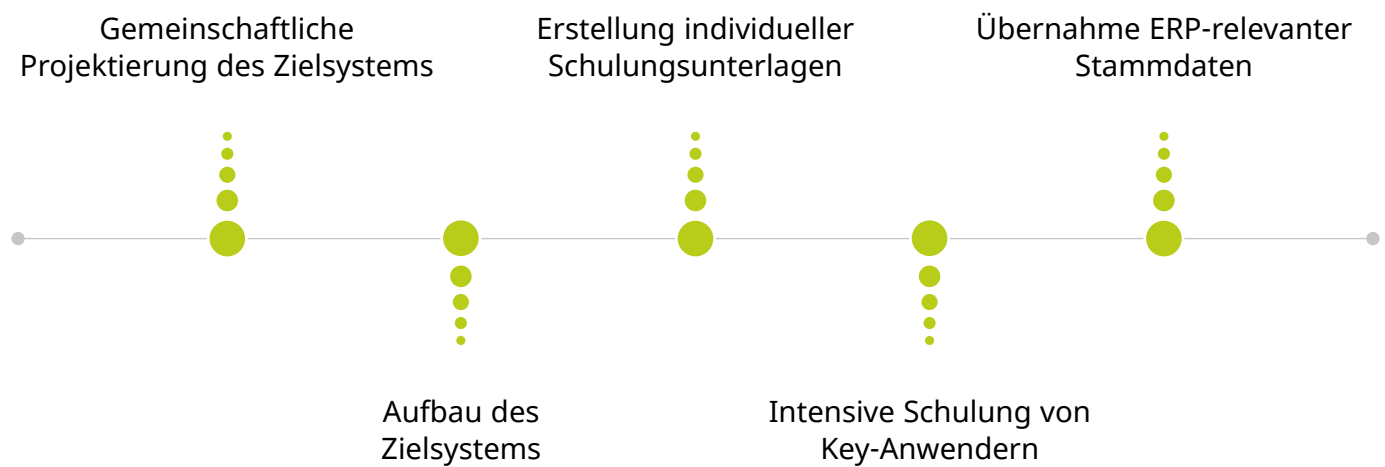 Gemeinschaftliche
Projektierung des Zielsystems
Erstellung individueller
Schulungsunterlagen
Übernahme ERP-relevanter
Stammdaten
Aufbau des
Zielsystems
Intensive Schulung von
Key-Anwendern